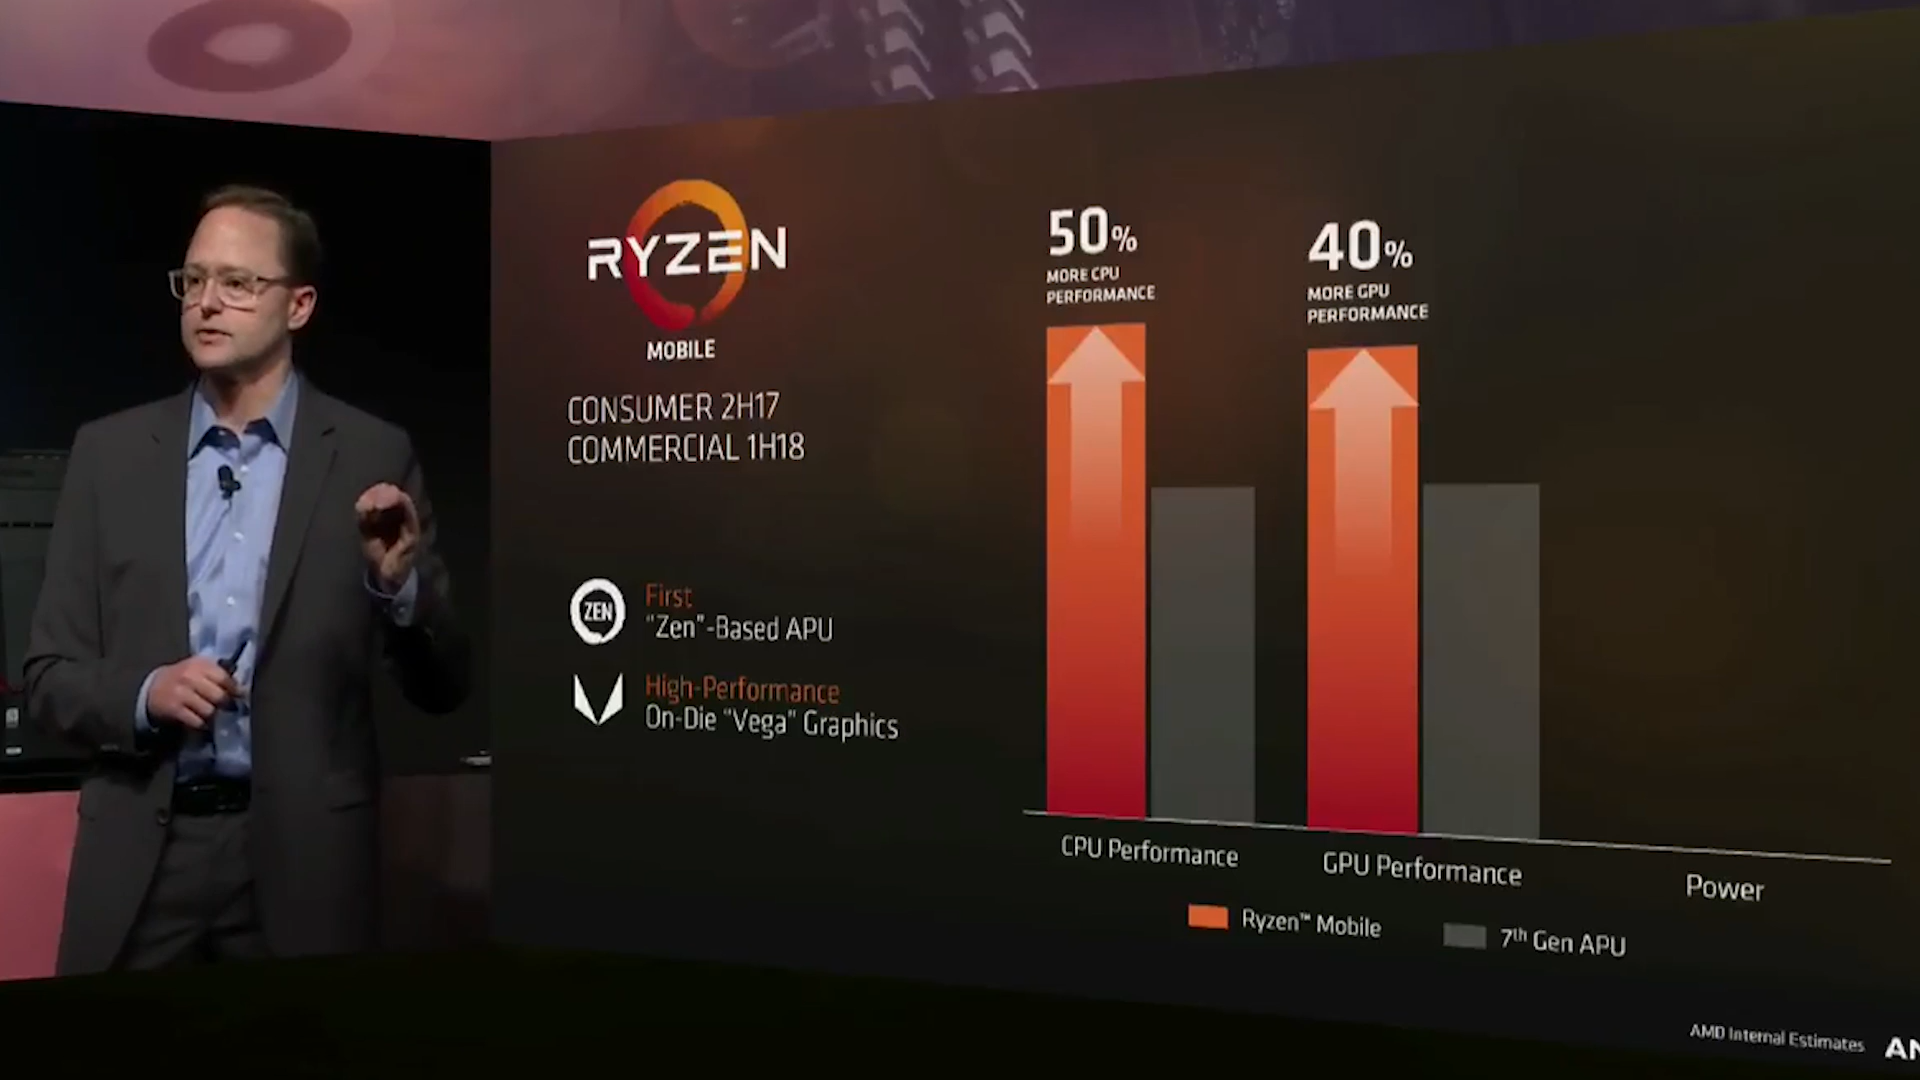 RYZEN
MOBILE
CONSUMER 2H17
COMMERCIAL 1H18
ZEN
First
"Zen"-Based APU
High-Performance
On-Die "Vega" Graphics
50%
MORE CPU
PERFORMANCE
40%
MORE GPU
PERFORMANCE
CPU Performance
GPU Performance
Power
Ryzen™ Mobile
7th Gen APU
AMD Internal Estimates